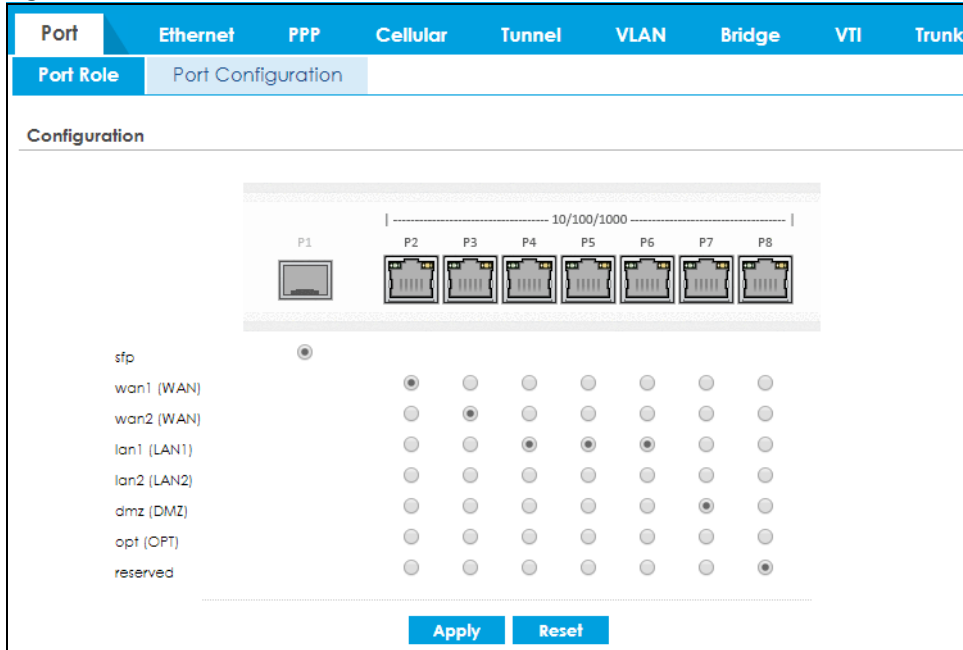 Port Ethernet PPP Cellular Tunnel VLAN Bridge VTI Trunk
Port Role Port Configuration
Configuration
| ---------------------------- 10/100/1000 ---------------------------- |
P1 P2 P3 P4 P5 P6 P7 P8
sfp
wan1 (WAN)
wan2 (WAN)
lan1 (LAN1)
lan2 (LAN2)
dmz (DMZ)
opt (OPT)
reserved
Apply Reset